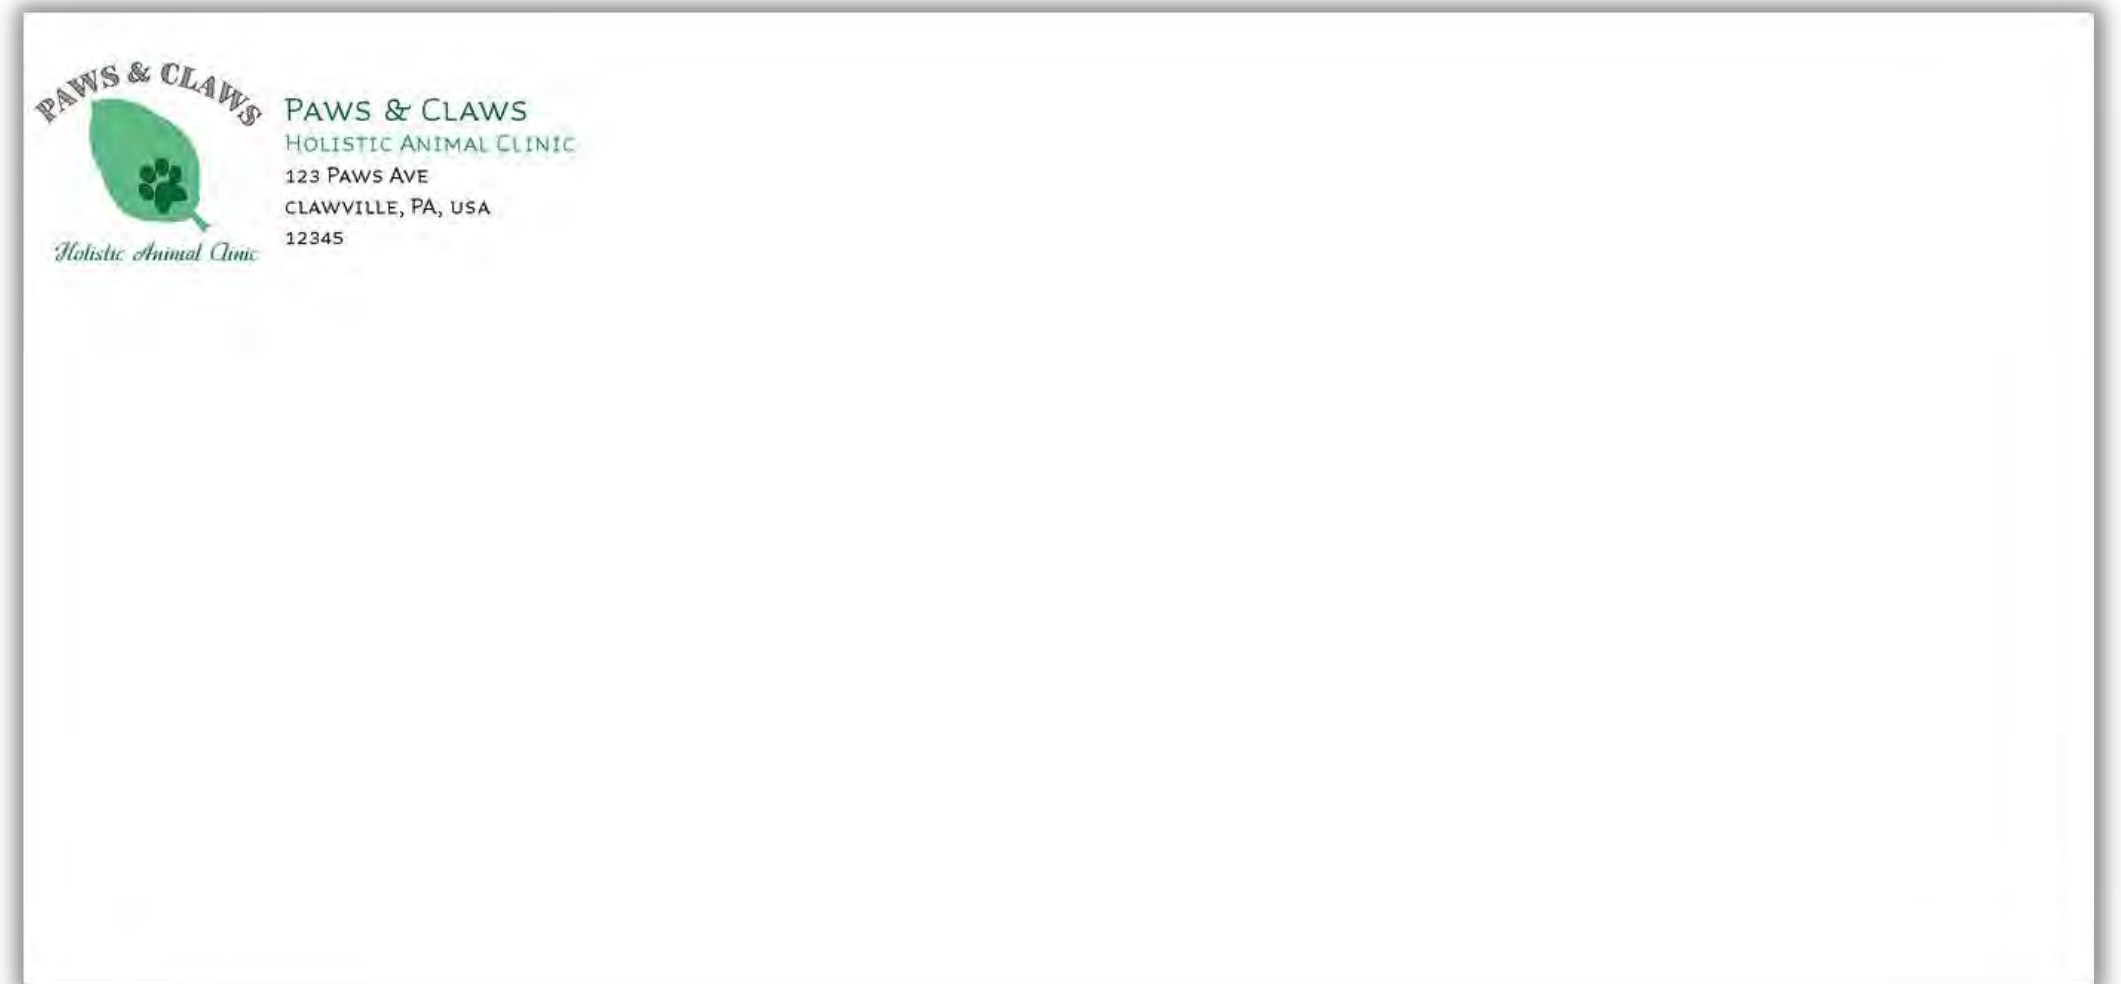 PAWS & CLAWS
Holistic Animal Clinic
PAWS & CLAWS
HOLISTIC ANIMAL CLINIC
123 PAWS AVE
CLAWVILLE, PA, USA
12345